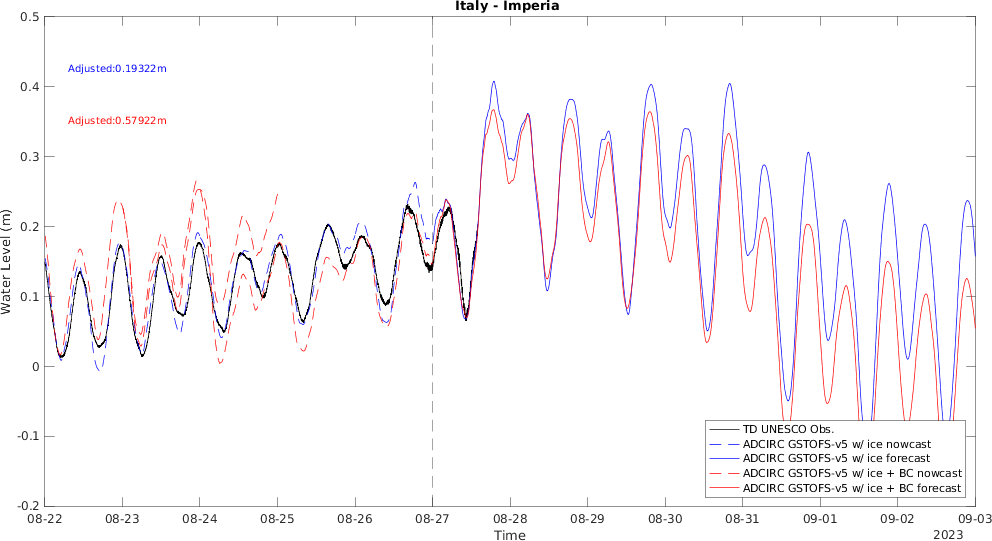 Italy - Imperia
Water Level (m)
0.5
0.4
0.3
0.2
0.1
0
-0.1
-0.2
Adjusted:0.19322m
Adjusted:0.57922m
TD UNESCO Obs.
ADCIRC GSTOFS-v5 w/ ice nowcast
ADCIRC GSTOFS-v5 w/ ice forecast
ADCIRC GSTOFS-v5 w/ ice + BC nowcast
ADCIRC GSTOFS-v5 w/ ice + BC forecast
08-22 08-23 08-24 08-25 08-26 08-27 08-28 08-29 08-30 08-31 09-01 09-02 09-03
Time
2023